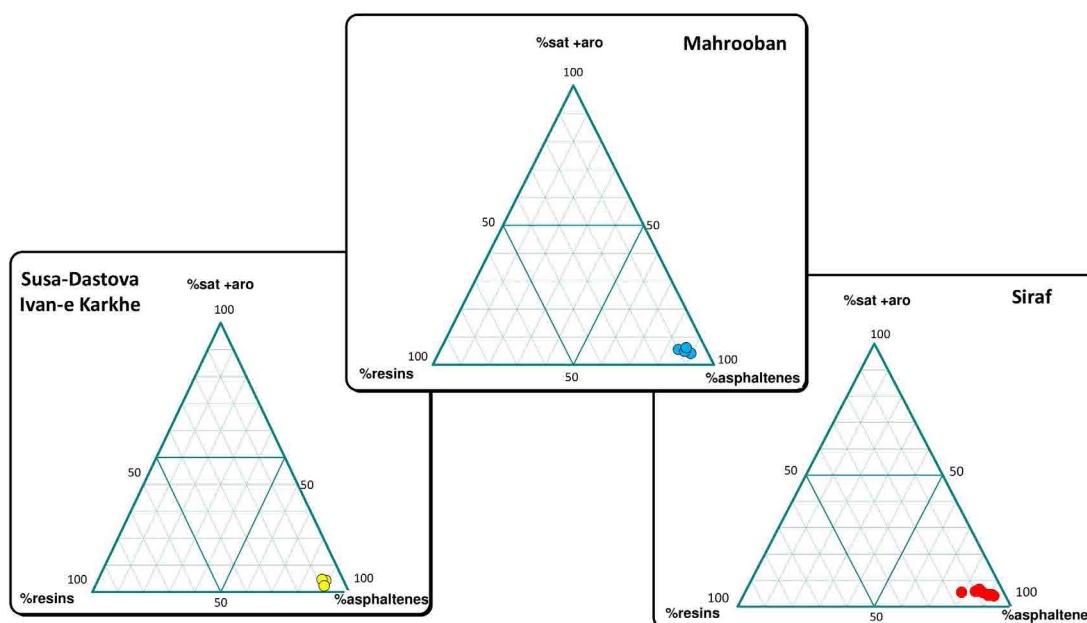 Mahrooban
%sat +aro
100
50
50
100
100
%resins
50
%asphaltenes
Susa-Dastova
Ivan-e Karkhe
%sat +aro
100
50
50
100
100
%resins
50
%asphaltenes
Siraf
%sat +aro
100
50
50
100
100
%resins
50
%asphaltenes